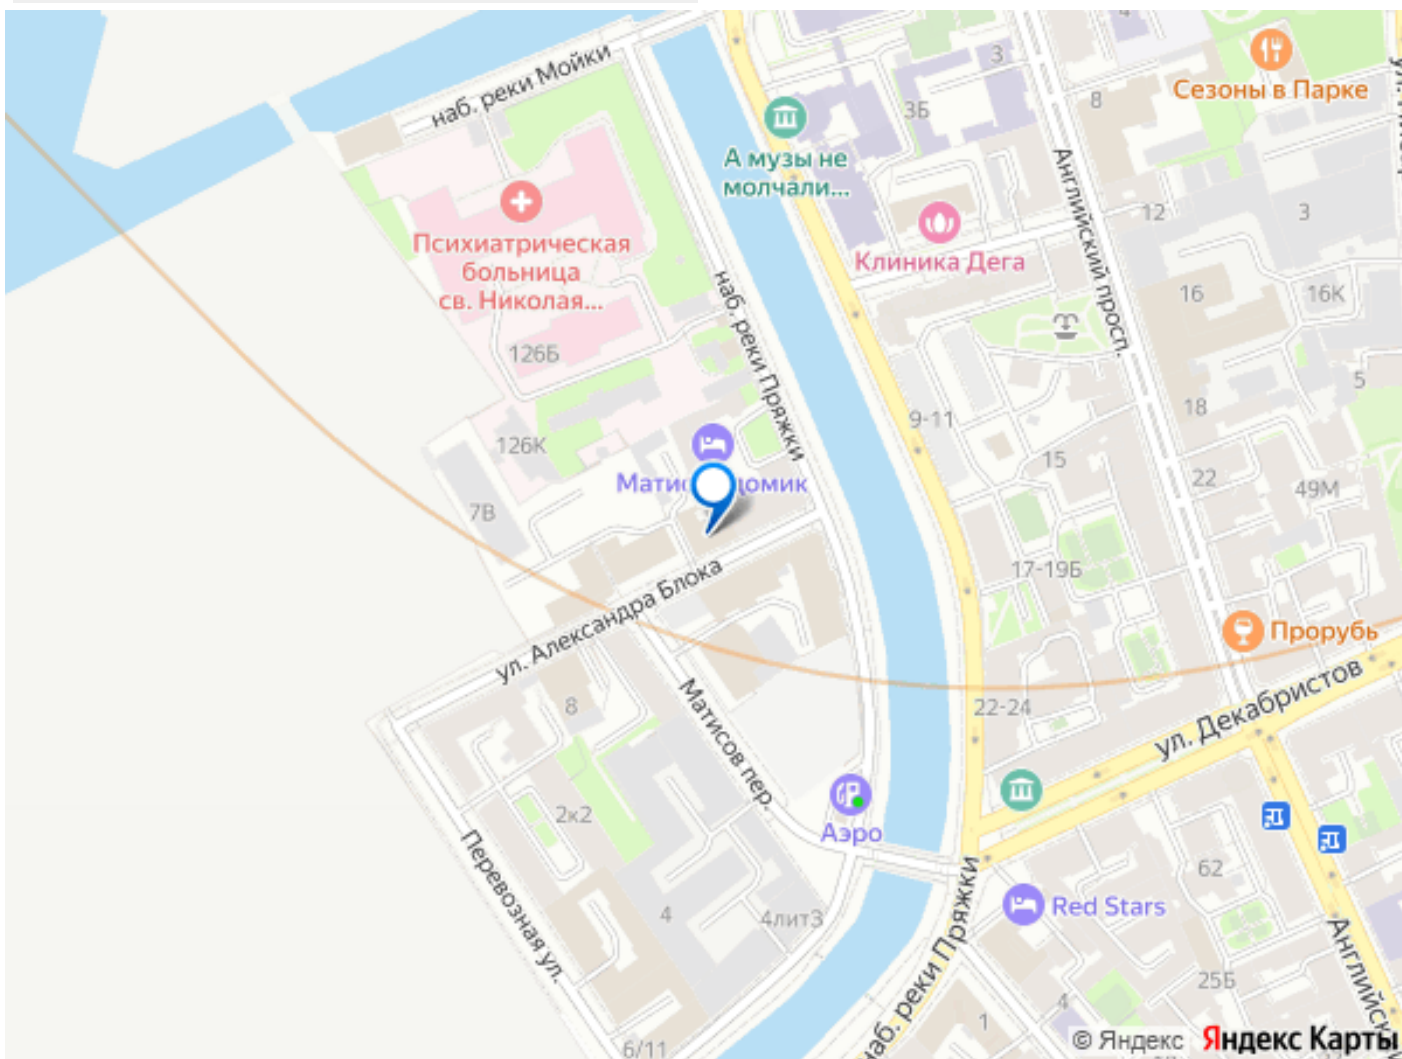 наб. реки Мойки
4
3
8
3Б
Сезоны в Парке
А музы не
молчали...
Английский просп.
12
3
Психиатрическая
больница
св. Николая...
Клиника Дега
наб. реки Пряжки
16
16К
126Б
5
9-11
18
126К
15
22
49М
7В
17-19Б
ул. Александра Блока
Прорубь
8
Матисов пер.
22-24
ул. Декабристов
2к2
Аэро
Перевозная ул.
62
4
4лит3
Red Stars
наб. реки Пряжки
25Б
4
1
6/11
© Яндекс Яндекс Карты